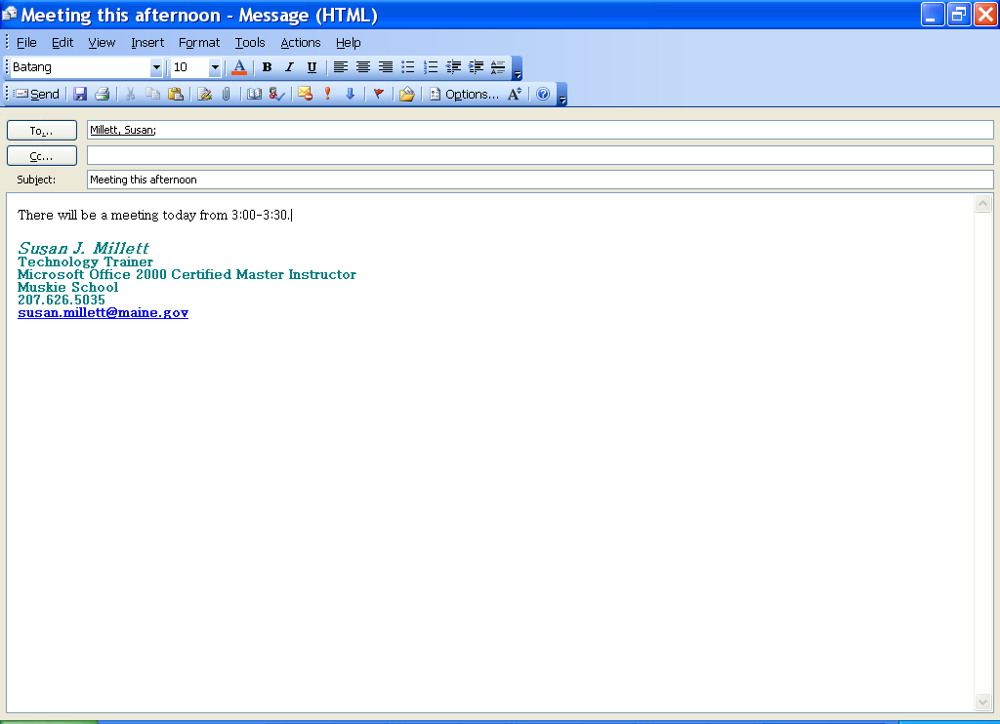 Meeting this afternoon - Message (HTML)
File Edit View Insert Format Tools Actions Help
Batang 10 A B I U
Send Options...
To...
Millett, Susan;
Cc...
Subject:
Meeting this afternoon
There will be a meeting today from 3:00-3:30.
Susan J. Millett
Technology Trainer
Microsoft Office 2000 Certified Master Instructor
Muskie School
207.626.5035
susan.millett@maine.gov